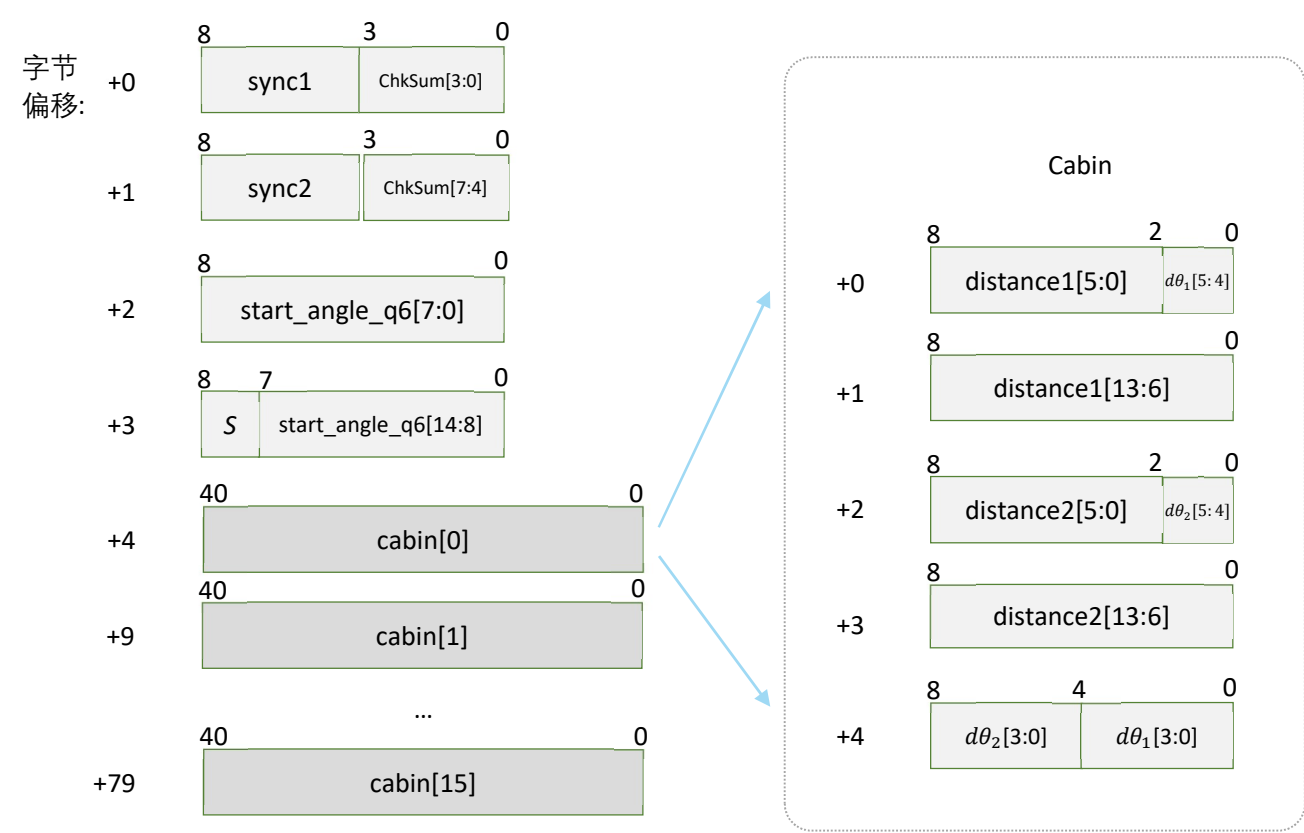 8 3 0
字节
偏移:
+0 sync1 ChkSum[3:0]
8 3 0
+1 sync2 ChkSum[7:4]
8 0
+2 start_angle_q6[7:0]
8 7 0
+3 S start_angle_q6[14:8]
40 0
+4 cabin[0]
40 0
+9 cabin[1]
...
40 0
+79 cabin[15]
Cabin
8 2 0
+0 distance1[5:0] dθ₁[5:4]
8 0
+1 distance1[13:6]
8 2 0
+2 distance2[5:0] dθ₂[5:4]
8 0
+3 distance2[13:6]
8 4 0
+4 dθ₂[3:0] dθ₁[3:0]